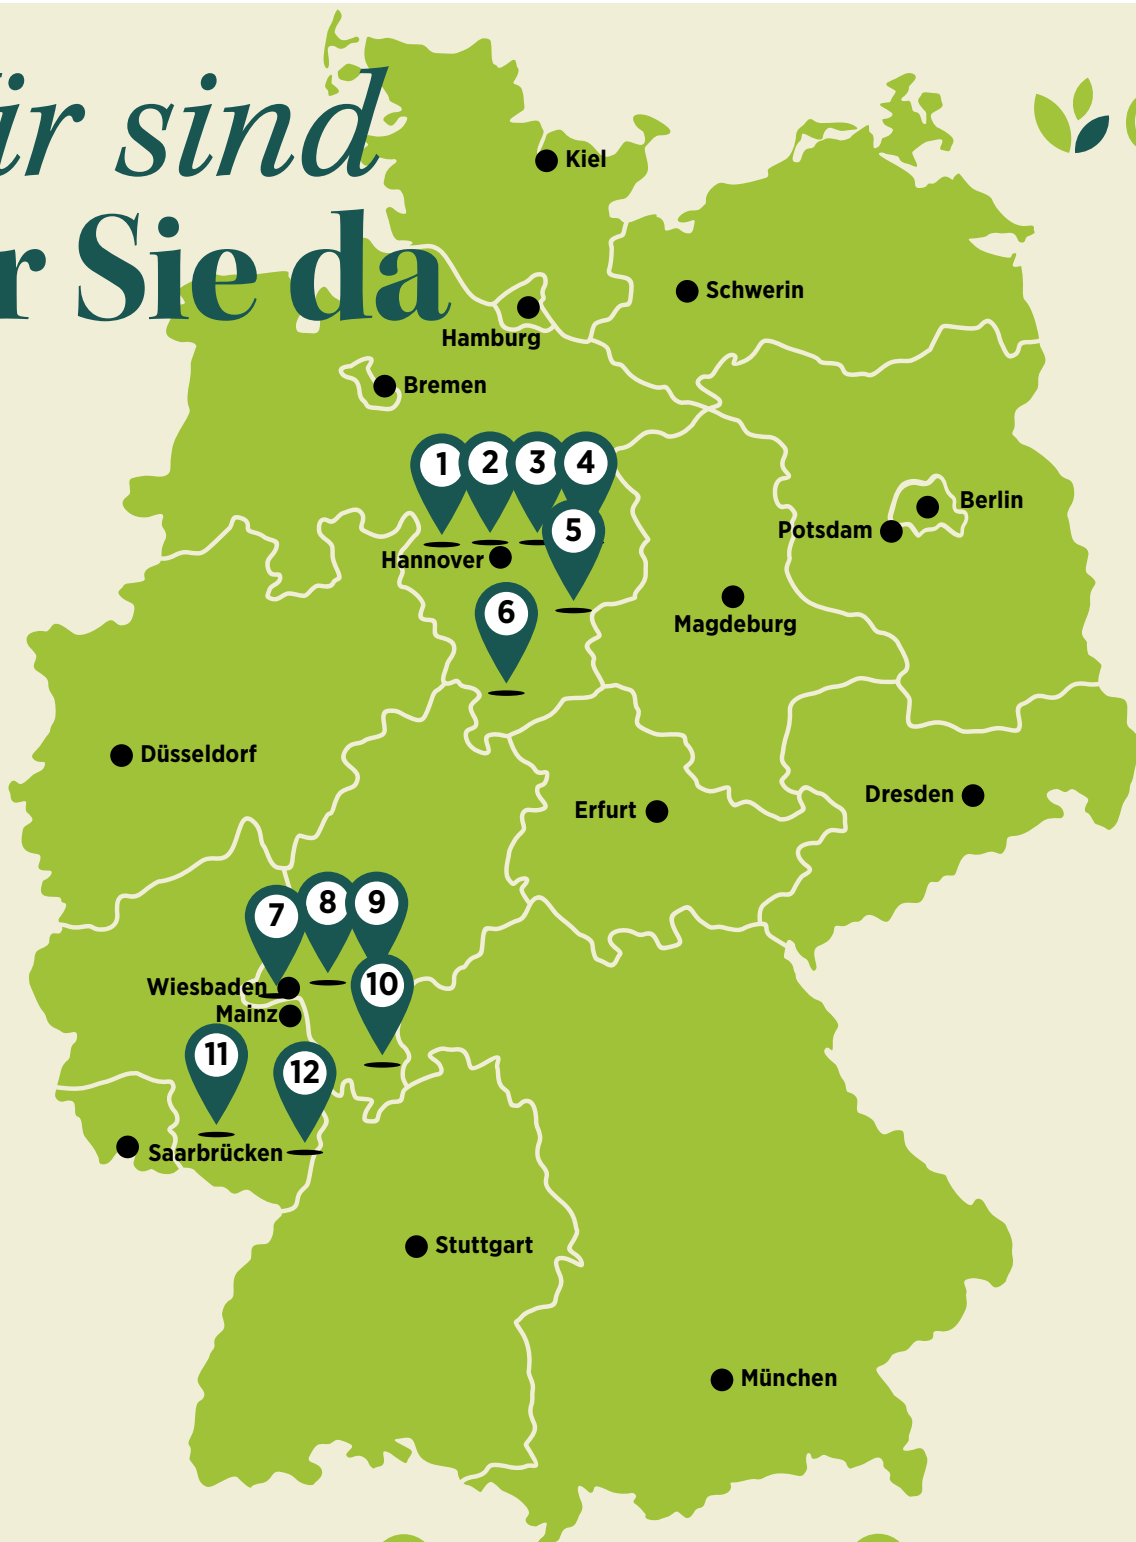 ir sind
r Sie da
Kiel
Schwerin
Hamburg
Bremen
1 2 3 4
Berlin
5
Potsdam
Hannover
6
Magdeburg
Düsseldorf
Dresden
Erfurt
7 8 9
10
Wiesbaden
Mainz
11
12
Saarbrücken
Stuttgart
München